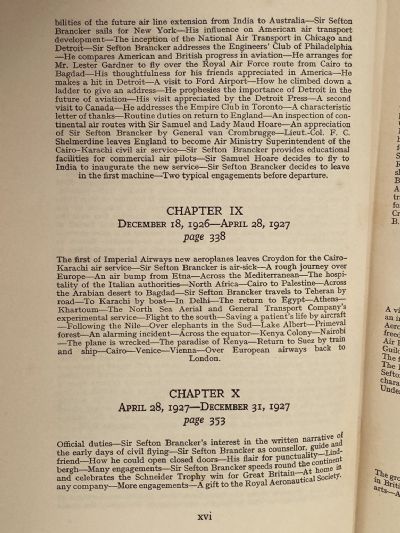 bilities of the future air line extension from India to Australia—Sir Sefton
Brancker sails for New York—His influence on American air transport
development—The inception of the National Air Transport in Chicago and
Detroit—Sir Sefton Brancker addresses the Engineers' Club of Philadelphia
—He compares American and British progress in aviation—He arranges for
Mr. Lester Gardner to fly over the Royal Air Force route from Cairo to
Bagdad—His thoughtfulness for his friends appreciated in America—He
makes a hit in Detroit—A visit to Ford Airport—How he climbed down a
ladder to give an address—He prophesies the importance of Detroit in the
future of aviation—His visit appreciated by the Detroit Press—A second
visit to Canada—He addresses the Empire Club in Toronto—A characteristic
letter of thanks—Routine duties on return to England—An inspection of con-
tinental air routes with Sir Samuel and Lady Maud Hoare—An appreciation
of Sir Sefton Brancker by General van Crombrugge—Lieut.-Col. F. C.
Shelmerdine leaves England to become Air Ministry Superintendent of the
Cairo-Karachi civil air service—Sir Sefton Brancker provides educational
facilities for commercial air pilots—Sir Samuel Hoare decides to fly to
India to inaugurate the new service—Sir Sefton Brancker decides to leave
in the first machine—Two typical engagements before departure.
CHAPTER IX
DECEMBER 18, 1926—APRIL 28, 1927
page 338
The first of Imperial Airways new aeroplanes leaves Croydon for the Cairo-
Karachi air service—Sir Sefton Brancker is air-sick—A rough journey over
Europe—An air bump from Etna—Across the Mediterranean—The hospi-
tality of the Italian authorities—North Africa—Cairo to Palestine—Across
the Arabian desert to Bagdad—Sir Sefton Brancker travels to Teheran by
road—To Karachi by boat—In Delhi—The return to Egypt—Athens—
Khartoum—The North Sea Aerial and General Transport Company's
experimental service—Flight to the south—Saving a patient's life by aircraft
—Following the Nile—Over elephants in the Sud—Lake Albert—Primeval
forest—An alarming incident—Across the equator—Kenya Colony—Nairobi
—The plane is wrecked—The paradise of Kenya—Return to Suez by train
and ship—Cairo—Venice—Vienna—Over European airways back to
London.
CHAPTER X
APRIL 28, 1927—DECEMBER 31, 1927
page 353
Official duties—Sir Sefton Brancker's interest in the written narrative of
the early days of civil flying—Sir Sefton Brancker as counsellor, guide and
friend—How he could open closed doors—His flair for punctuality—Lind-
bergh—Many engagements—Sir Sefton Brancker speeds round the continent
and celebrates the Schneider Trophy win for Great Britain—At home in
any company—More engagements—A gift to the Royal Aeronautical Society.
xvi